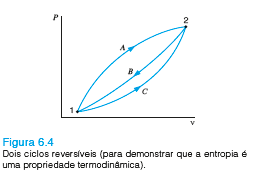 P
2
A
B
C
1
v
Figura 6.4
Dois ciclos reversíveis (para demonstrar que a entropia é
uma propriedade termodinâmica).